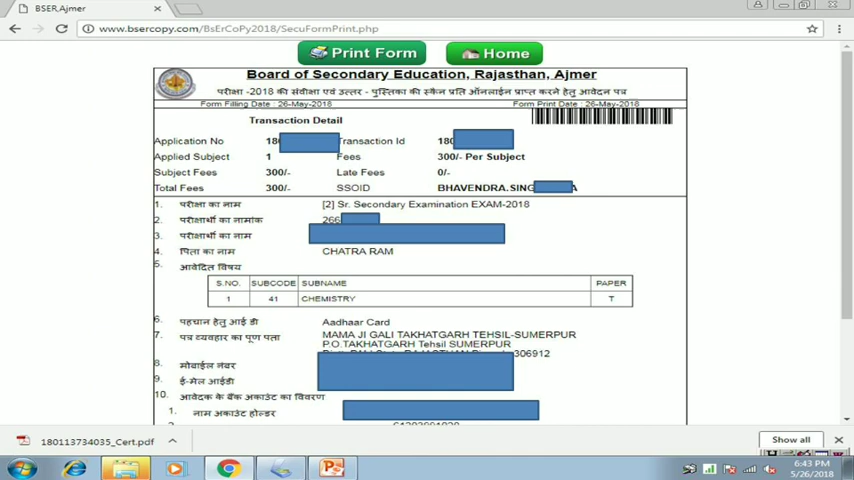 BSER,Ajmer
www.bsercopy.com/BsErCoPy2018/SecuFormPrint.php
Print Form Home
Board of Secondary Education, Rajasthan, Ajmer
परीक्षा -2018 की संवीक्षा एवं उत्तर - पुस्तिका की स्कैन प्रति ऑनलाईन प्राप्त करने हेतु आवेदन पत्र
Form Filling Date : 26-May-2018 Form Print Date : 26-May-2018
Transaction Detail
Application No 18 Transaction Id 180
Applied Subject 1 Fees 300/- Per Subject
Subject Fees 300/- Late Fees 0/-
Total Fees 300/- SSOID BHAVENDRA.SING A
1. परीक्षा का नाम [2] Sr. Secondary Examination EXAM-2018
2. परीक्षार्थी का नामांक 266
3. परीक्षार्थी का नाम
4. पिता का नाम CHATRA RAM
5. आवेदित विषय
S.NO. SUBCODE SUBNAME PAPER
1 41 CHEMISTRY T
6. पहचान हेतु आई डी Aadhaar Card
7. पत्र व्यवहार का पूण पता MAMA JI GALI TAKHATGARH TEHSIL-SUMERPUR
P.O.TAKHATGARH Tehsil SUMERPUR
306912
8. मोबाईल नंबर
9. ई-मेल आईडी
10. आवेदक के बैंक अकाउंट का विवरण
1. नाम अकाउंट होल्डर
180113734035_Cert.pdf Show all
6:43 PM
5/26/2018